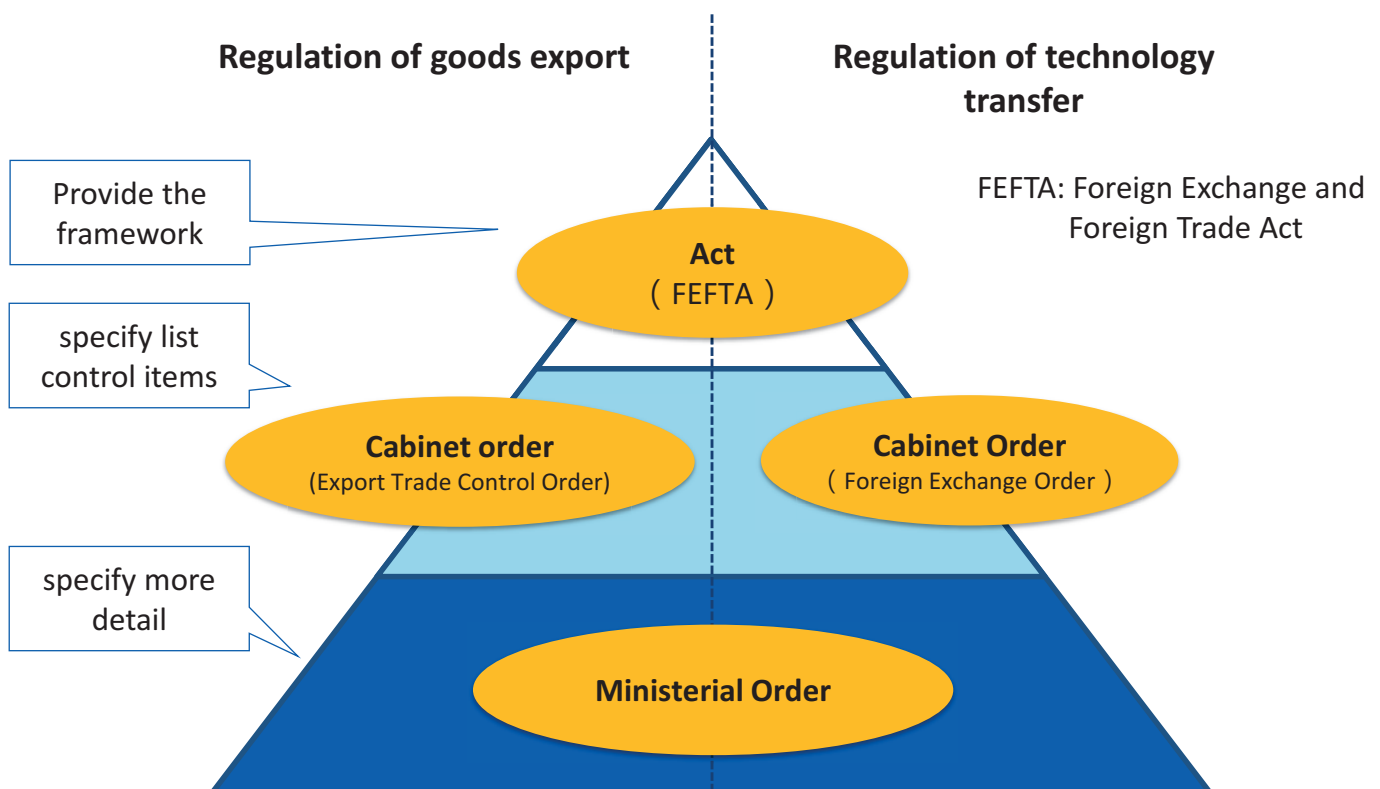 Regulation of goods export
Regulation of technology
transfer
Provide the
framework
FEFTA: Foreign Exchange and
Foreign Trade Act
Act
( FEFTA )
specify list
control items
Cabinet order
(Export Trade Control Order)
Cabinet Order
( Foreign Exchange Order )
specify more
detail
Ministerial Order